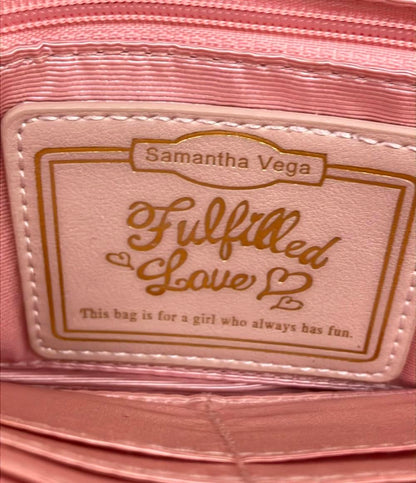 Samantha Vega
Fulfilled
Love
This bag is for a girl who always has fun.